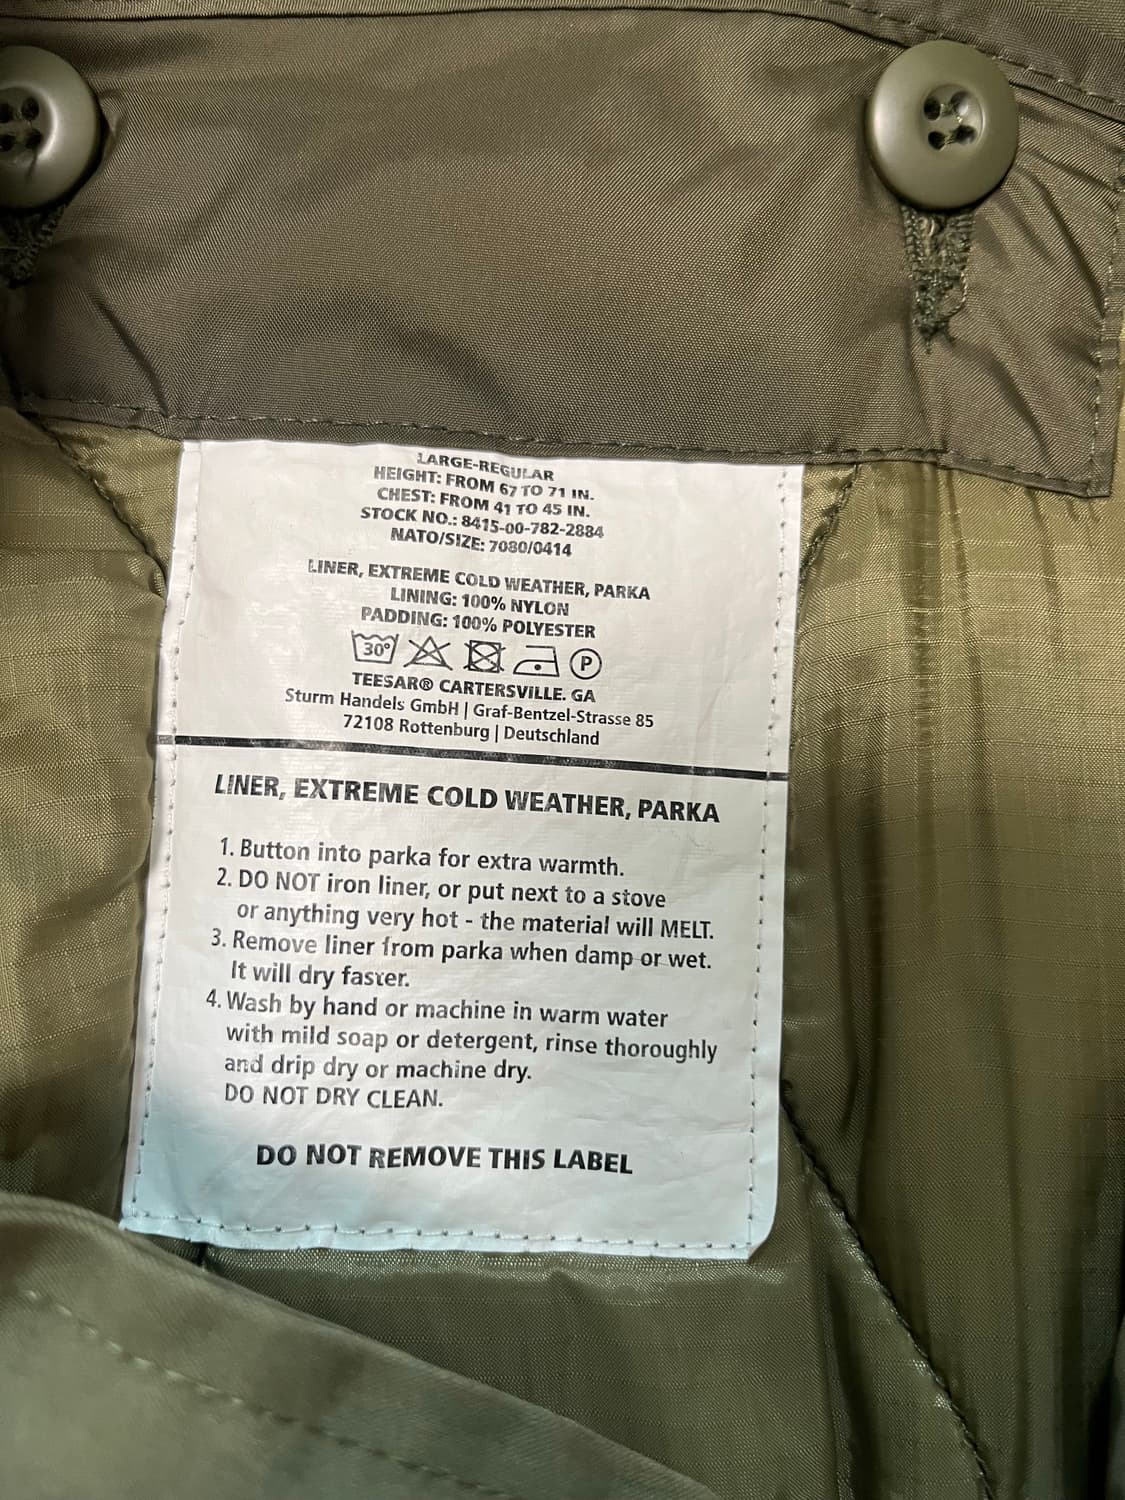 LARGE-REGULAR
HEIGHT: FROM 67 TO 71 IN.
CHEST: FROM 41 TO 45 IN.
STOCK NO.: 8415-00-782-2884
NATO/SIZE: 7080/0414
LINER, EXTREME COLD WEATHER, PARKA
LINING: 100% NYLON
PADDING: 100% POLYESTER
30° P
TEESAR® CARTERSVILLE. GA
Sturm Handels GmbH | Graf-Bentzel-Strasse 85
72108 Rottenburg | Deutschland
LINER, EXTREME COLD WEATHER, PARKA
1. Button into parka for extra warmth.
2. DO NOT iron liner, or put next to a stove
or anything very hot - the material will MELT.
3. Remove liner from parka when damp or wet.
It will dry faster.
4. Wash by hand or machine in warm water
with mild soap or detergent, rinse thoroughly
and drip dry or machine dry.
DO NOT DRY CLEAN.
DO NOT REMOVE THIS LABEL